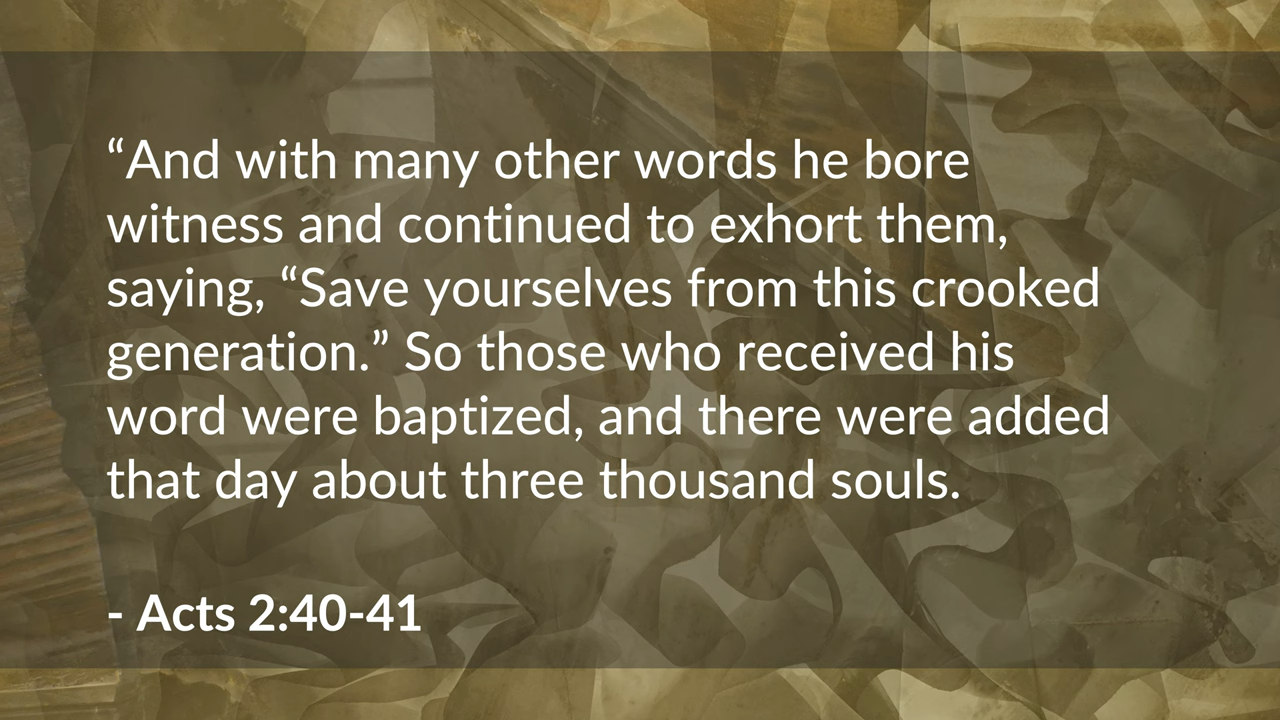 “And with many other words he bore
witness and continued to exhort them,
saying, “Save yourselves from this crooked
generation.” So those who received his
word were baptized, and there were added
that day about three thousand souls.
- Acts 2:40-41